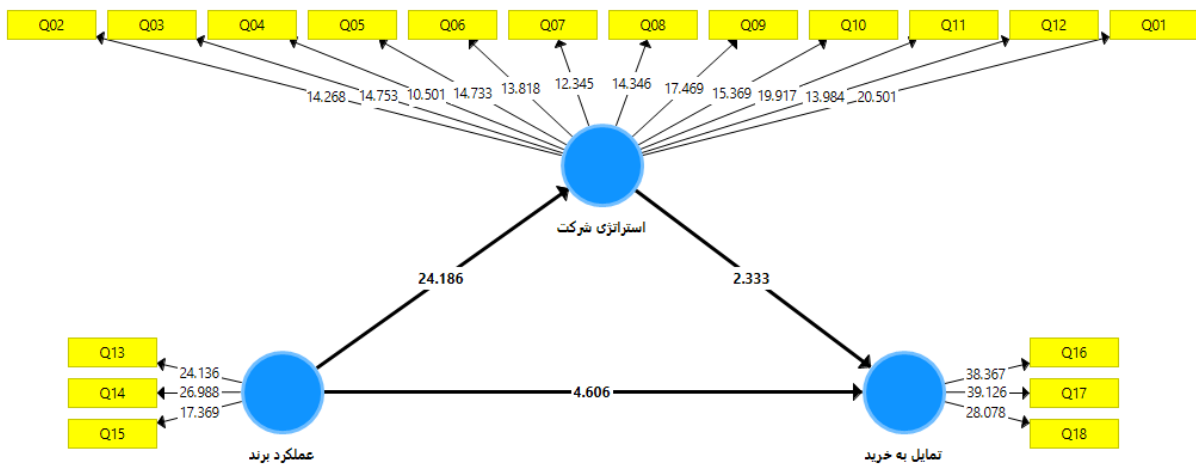 Q02 Q03 Q04 Q05 Q06 Q07 Q08 Q09 Q10 Q11 Q12 Q01
14.268 14.753 10.501 14.733 13.818 12.345 14.346 17.469 15.369 19.917 13.984 20.501
استراتژی شرکت
24.186 2.333
Q13 24.136
Q14 26.988
Q15 17.369
عملکرد برند
4.606
38.367 Q16
39.126 Q17
28.078 Q18
تمایل به خرید